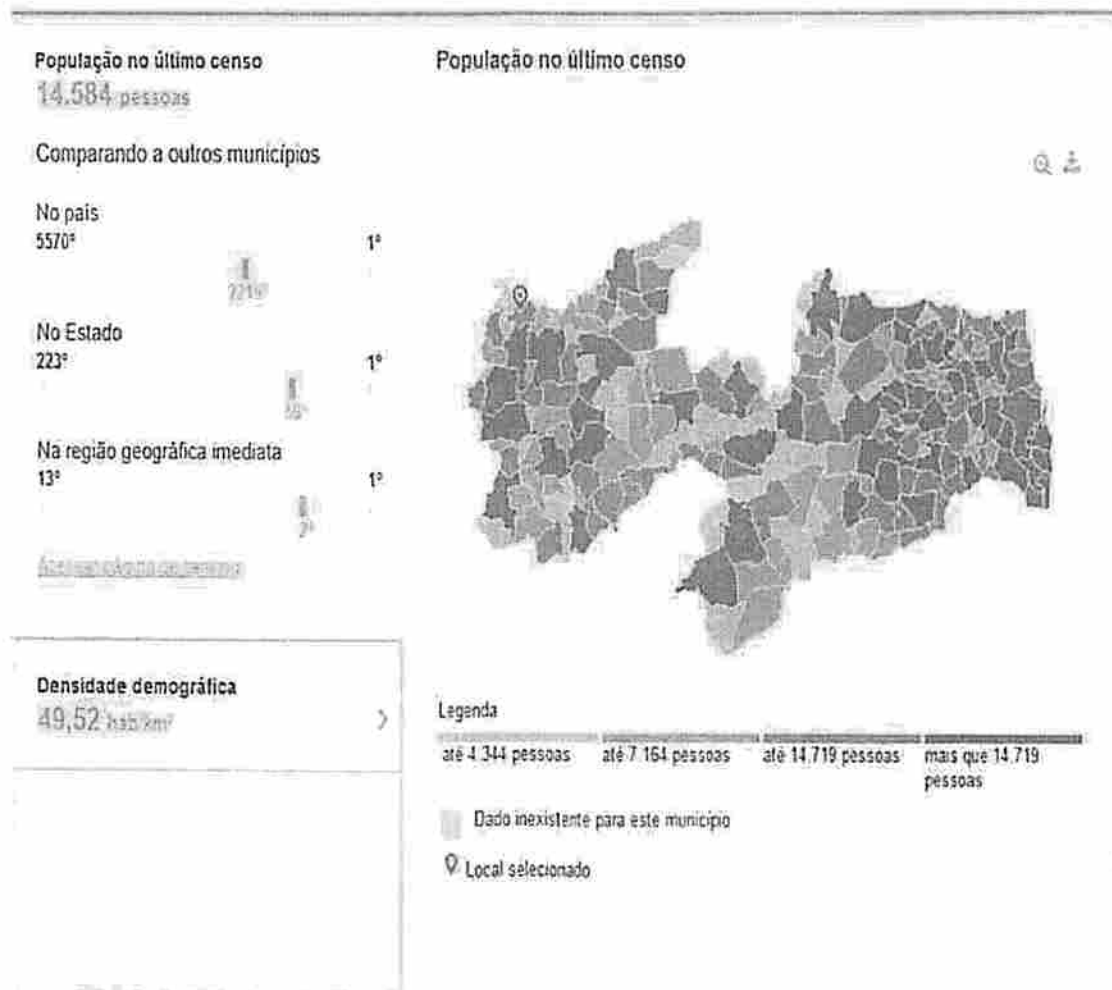 População no último censo
14.584 pessoas
Comparando a outros municípios
No país
5570º 1º
No Estado
223º 1º
Na região geográfica imediata
13º 1º
2º
Densidade demográfica
49,52 hab/km²
População no último censo
Legenda
até 4.344 pessoas
até 7.164 pessoas
até 14.719 pessoas
mais que 14.719
pessoas
Dado inexistente para este município
Local selecionado